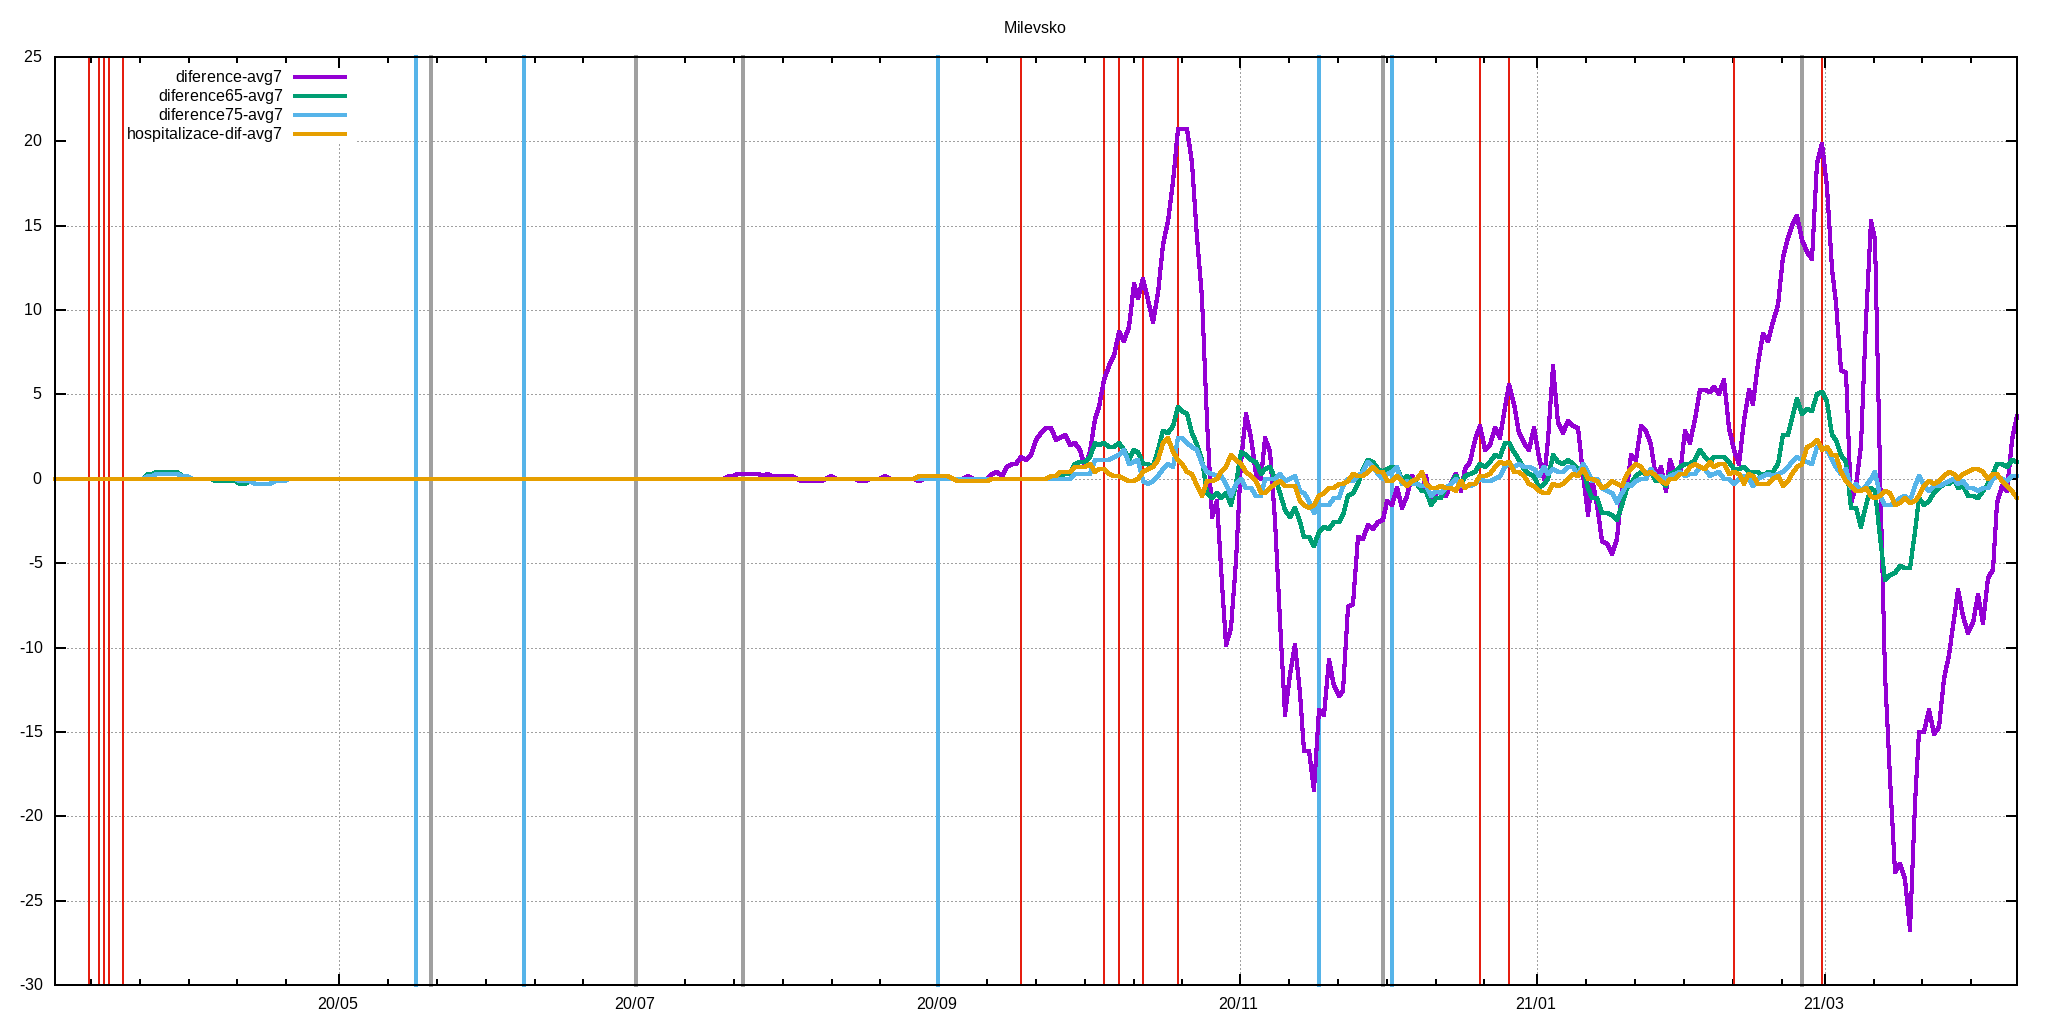 Milevsko
25
diference-avg7
diference65-avg7
diference75-avg7
hospitalizace-dif-avg7
20
15
10
5
0
-5
-10
-15
-20
-25
-30
20/05 20/07 20/09 20/11 21/01 21/03